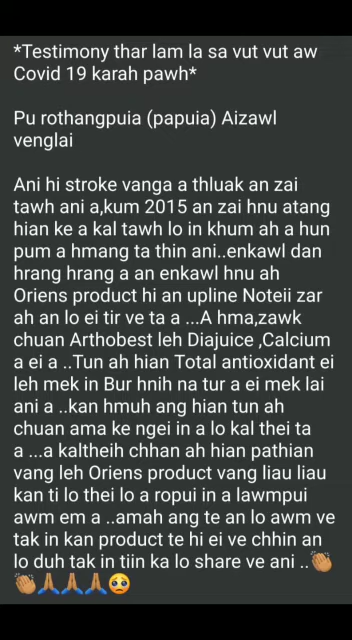 *Testimony thar lam la sa vut vut aw
Covid 19 karah pawh*
Pu rothangpuia (papuia) Aizawl
venglai
Ani hi stroke vanga a thluak an zai
tawh ani a,kum 2015 an zai hnu atang
hian ke a kal tawh lo in khum ah a hun
pum a hmang ta thin ani..enkawl dan
hrang hrang a an enkawl hnu ah
Oriens product hi an upline Noteii zar
ah an lo ei tir ve ta a ...A hma,zawk
chuan Arthobest leh Diajuice ,Calcium
a ei a ..Tun ah hian Total antioxidant ei
leh mek in Bur hnih na tur a ei mek lai
ani a ..kan hmuh ang hian tun ah
chuan ama ke ngei in a lo kal thei ta
a ...a kaltheih chhan ah hian pathian
vang leh Oriens product vang liau liau
kan ti lo thei lo a ropui in a lawmpui
awm em a ..amah ang te an lo awm ve
tak in kan product te hi ei ve chhin an
lo duh tak in tiin ka lo share ve ani ..👏🏽
👏🏽🙏🏽🙏🏽🙏🏽🥺